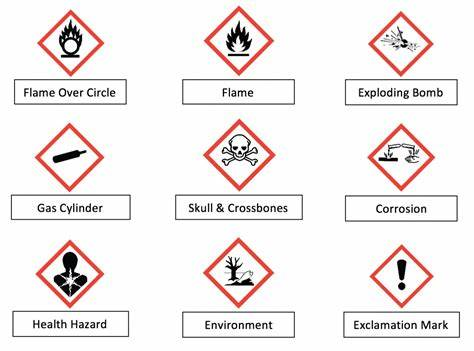 Flame Over Circle
Flame
Exploding Bomb
Gas Cylinder
Skull & Crossbones
Corrosion
Health Hazard
Environment
Exclamation Mark